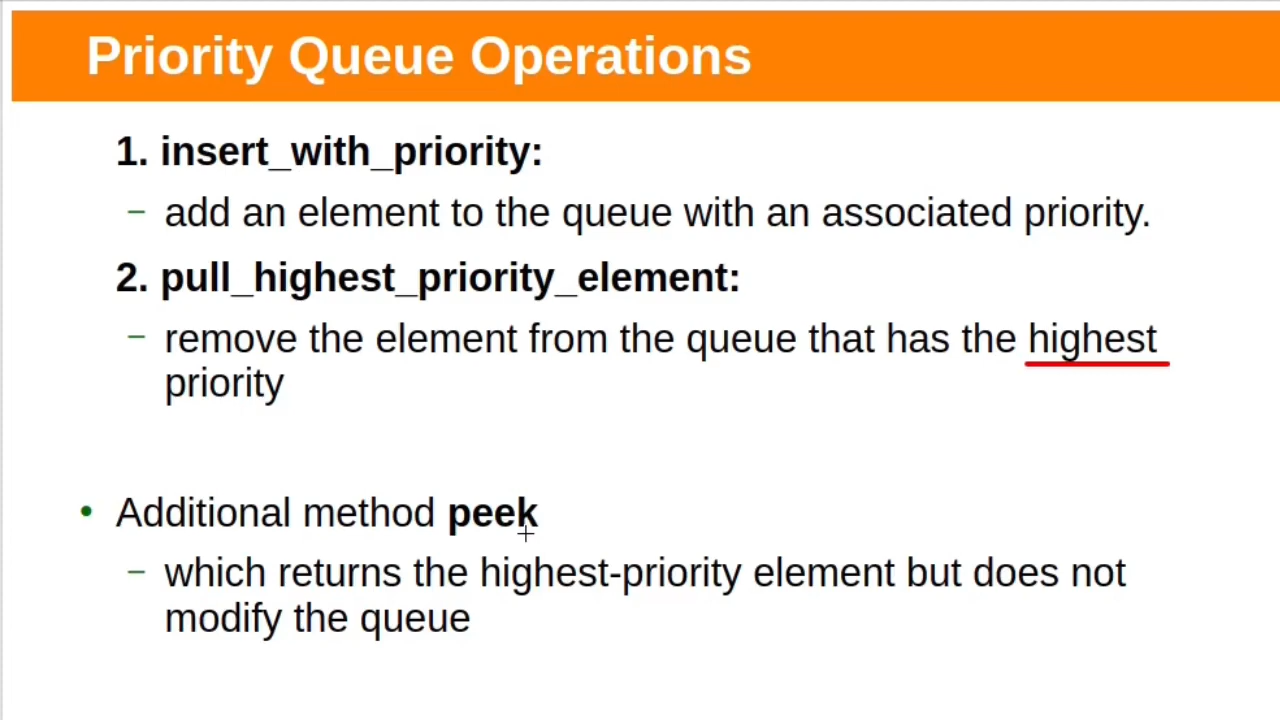 Priority Queue Operations
1. insert_with_priority:
– add an element to the queue with an associated priority.
2. pull_highest_priority_element:
– remove the element from the queue that has the highest
priority
• Additional method peek
– which returns the highest-priority element but does not
modify the queue